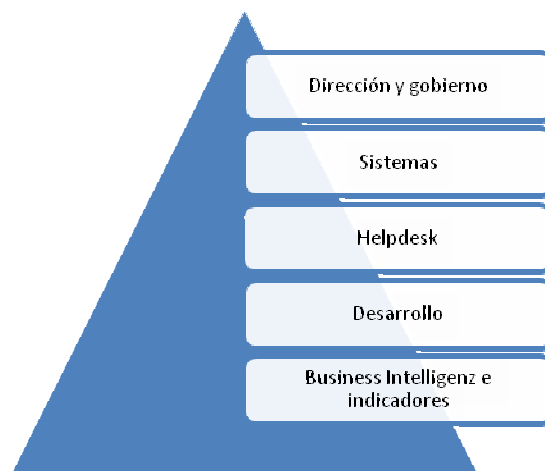 Dirección y gobierno
Sistemas
Helpdesk
Desarrollo
Business Intelligenz e
indicadores